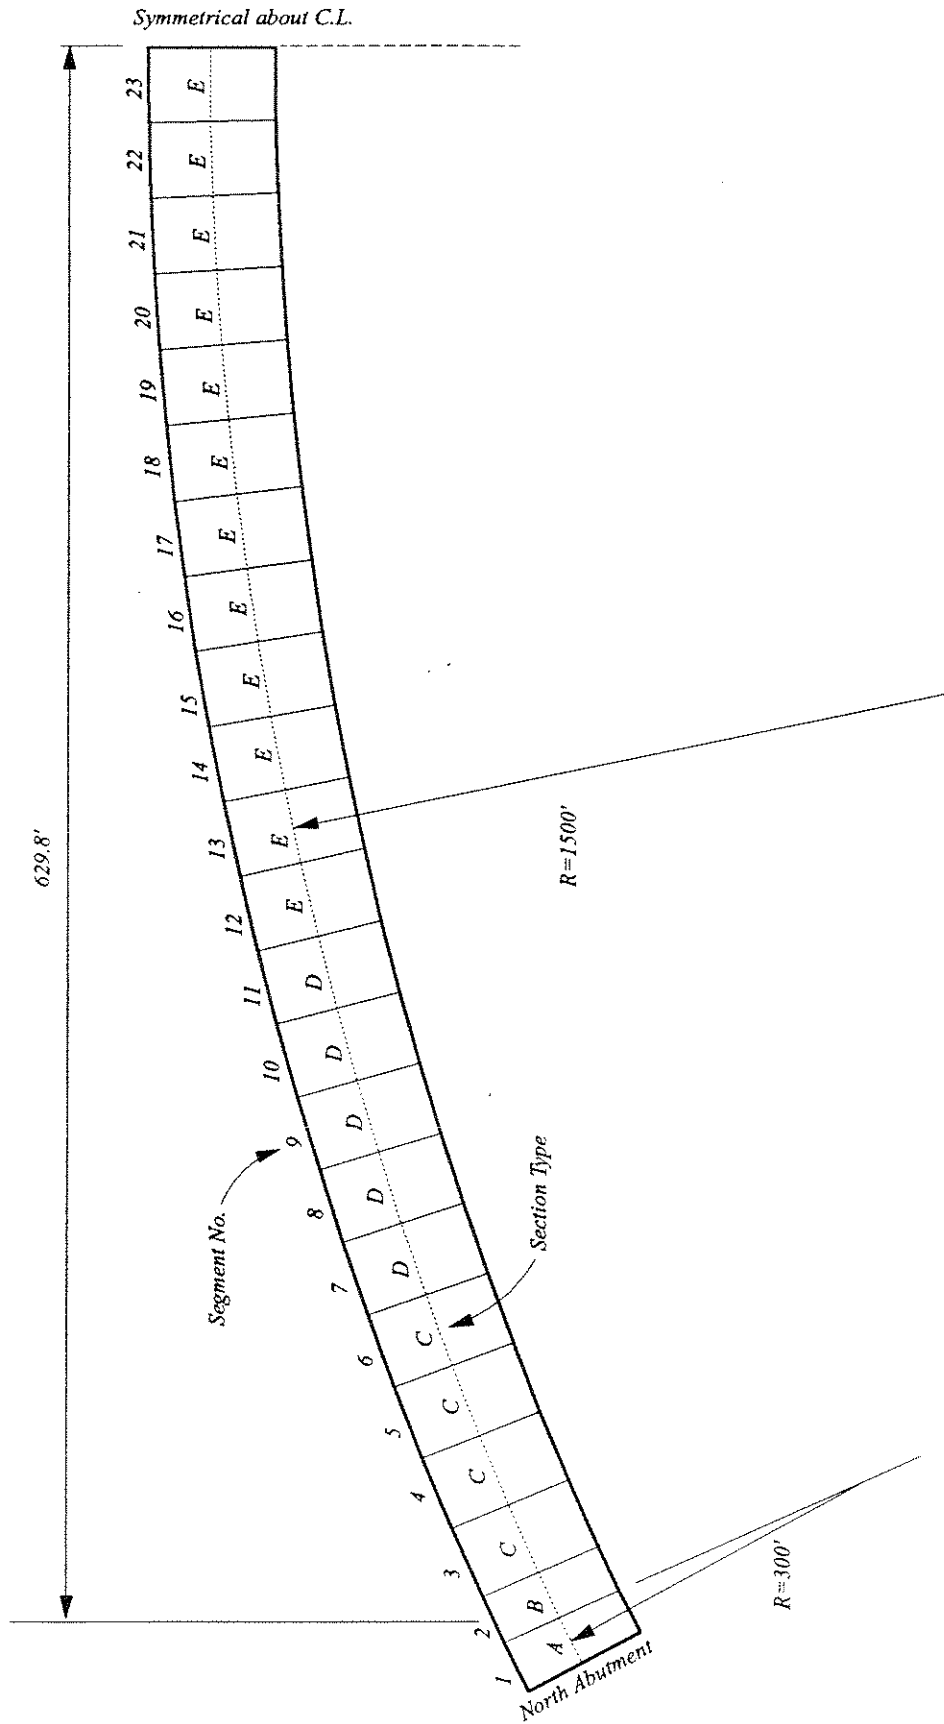 Symmetrical about C.L.
23
E
22
E
21
E
20
E
19
E
18
E
17
E
16
E
15
E
14
E
13
E
12
E
11
D
10
D
9
D
8
D
7
D
6
C
5
C
4
C
3
C
2
B
1
A
629.8'
R=1500'
Segment No.
Section Type
R=300'
North Abutment